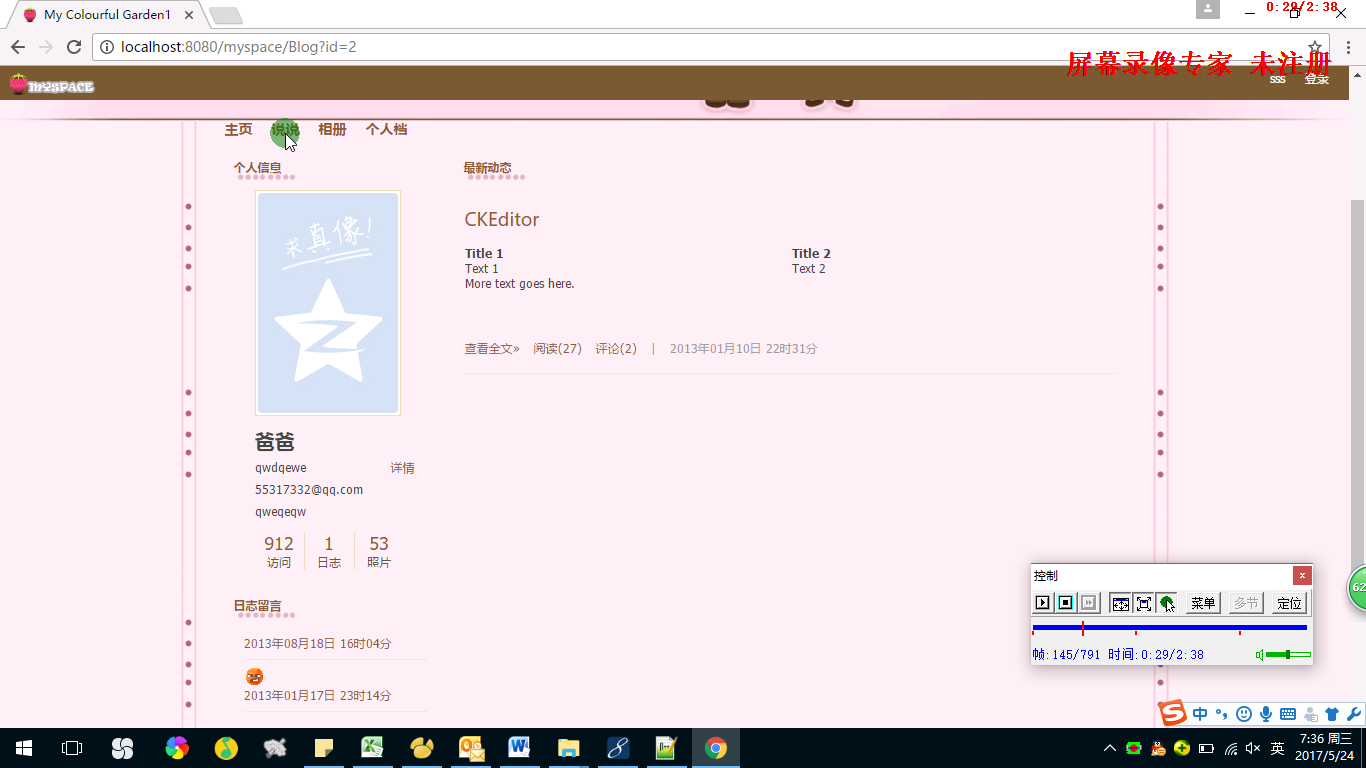 My Colourful Garden1
0:29/2:38
localhost:8080/myspace/Blog?id=2
屏幕录像专家 未注册
myspace
sss 登录
主页 说说 相册 个人档
个人信息
最新动态
求真像!
CKEditor
Title 1 Title 2
Text 1 Text 2
More text goes here.
查看全文» 阅读(27) 评论(2) | 2013年01月10日 22时31分
爸爸
qwdqewe 详情
55317332@qq.com
qweqeqw
912 1 53
访问 日志 照片
日志留言
2013年08月18日 16时04分
2013年01月17日 23时14分
控制
菜单 多节 定位
帧:145/791 时间:0:29/2:38
62
中
英
7:36 周三
2017/5/24